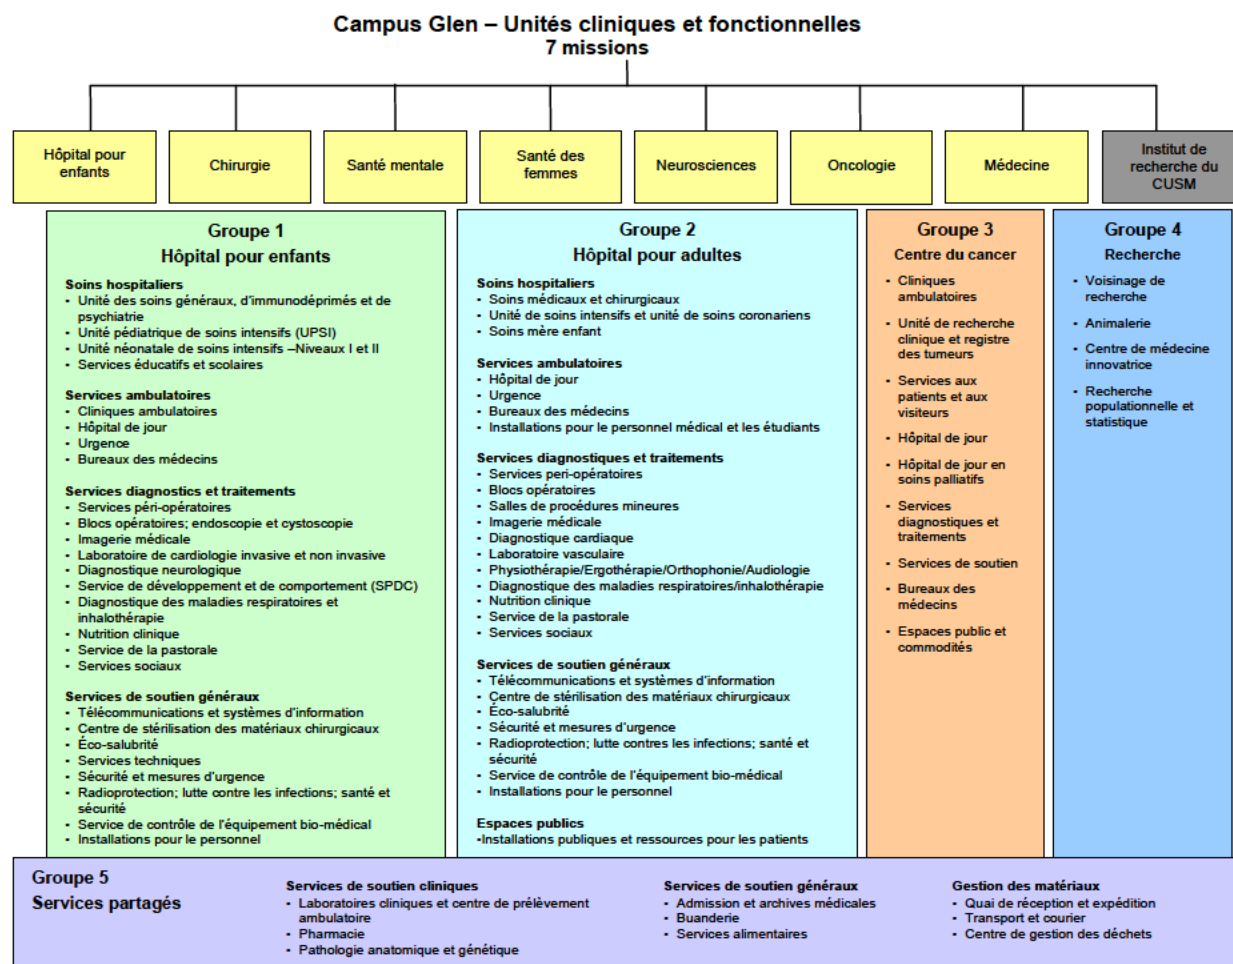 Campus Glen – Unités cliniques et fonctionnelles
7 missions
Hôpital pour
enfants
Chirurgie
Santé mentale
Santé des
femmes
Neurosciences
Oncologie
Médecine
Institut de
recherche du
CUSM
Groupe 1
Hôpital pour enfants
Soins hospitaliers
• Unité des soins généraux, d'immunodéprimés et de
psychiatrie
• Unité pédiatrique de soins intensifs (UPSI)
• Unité néonatale de soins intensifs –Niveaux I et II
• Services éducatifs et scolaires
Services ambulatoires
• Cliniques ambulatoires
• Hôpital de jour
• Urgence
• Bureaux des médecins
Services diagnostics et traitements
• Services péri-opératoires
• Blocs opératoires; endoscopie et cystoscopie
• Imagerie médicale
• Laboratoire de cardiologie invasive et non invasive
• Diagnostique neurologique
• Service de développement et de comportement (SPDC)
• Diagnostique des maladies respiratoires et
inhalothérapie
• Nutrition clinique
• Service de la pastorale
• Services sociaux
Services de soutien généraux
• Télécommunications et systèmes d'information
• Centre de stérilisation des matériaux chirurgicaux
• Éco-salubrité
• Services techniques
• Sécurité et mesures d'urgence
• Radioprotection; lutte contre les infections; santé et
sécurité
• Service de contrôle de l'équipement bio-médical
• Installations pour le personnel
Groupe 2
Hôpital pour adultes
Soins hospitaliers
• Soins médicaux et chirurgicaux
• Unité de soins intensifs et unité de soins coronariens
• Soins mère enfant
Services ambulatoires
• Hôpital de jour
• Urgence
• Bureaux des médecins
• Installations pour le personnel médical et les étudiants
Services diagnostiques et traitements
• Services peri-opératoires
• Blocs opératoires
• Salles de procédures mineures
• Imagerie médicale
• Diagnostique cardiaque
• Laboratoire vasculaire
• Physiothérapie/Ergothérapie/Orthophonie/Audiologie
• Diagnostique des maladies respiratoires/inhalothérapie
• Nutrition clinique
• Service de la pastorale
• Services sociaux
Services de soutien généraux
• Télécommunications et systèmes d'information
• Centre de stérilisation des matériaux chirurgicaux
• Éco-salubrité
• Sécurité et mesures d'urgence
• Radioprotection; lutte contres les infections; santé et
sécurité
• Service de contrôle de l'équipement bio-médical
• Installations pour le personnel
Espaces publics
•Installations publiques et ressources pour les patients
Groupe 3
Centre du cancer
• Cliniques
ambulatoires
• Unité de recherche
clinique et registre
des tumeurs
• Services aux
patients et aux
visiteurs
• Hôpital de jour
• Hôpital de jour en
soins palliatifs
• Services
diagnostiques et
traitements
• Services de soutien
• Bureaux des
médecins
• Espaces public et
commodités
Groupe 4
Recherche
• Voisinage de
recherche
• Animalerie
• Centre de médecine
innovatrice
• Recherche
populationnelle et
statistique
Groupe 5
Services partagés
Services de soutien cliniques
• Laboratoires cliniques et centre de prélèvement
ambulatoire
• Pharmacie
• Pathologie anatomique et génétique
Services de soutien généraux
• Admission et archives médicales
• Buanderie
• Services alimentaires
Gestion des matériaux
• Quai de réception et expédition
• Transport et courier
• Centre de gestion des déchets